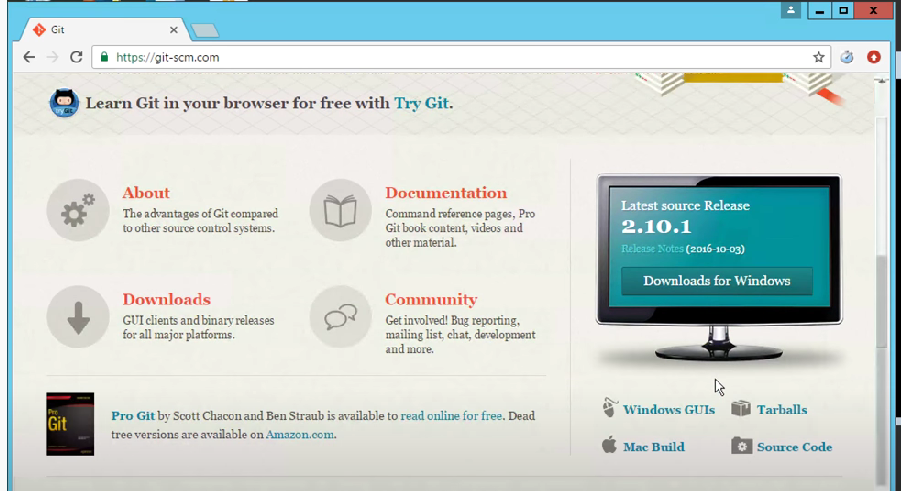 Git
https://git-scm.com
Learn Git in your browser for free with Try Git.
About
The advantages of Git compared
to other source control systems.
Documentation
Command reference pages, Pro
Git book content, videos and
other material.
Downloads
GUI clients and binary releases
for all major platforms.
Community
Get involved! Bug reporting,
mailing list, chat, development
and more.
Pro
Git
Pro Git by Scott Chacon and Ben Straub is available to read online for free. Dead
tree versions are available on Amazon.com.
Latest source Release
2.10.1
Release Notes (2016-10-03)
Downloads for Windows
Windows GUIs
Tarballs
Mac Build
Source Code